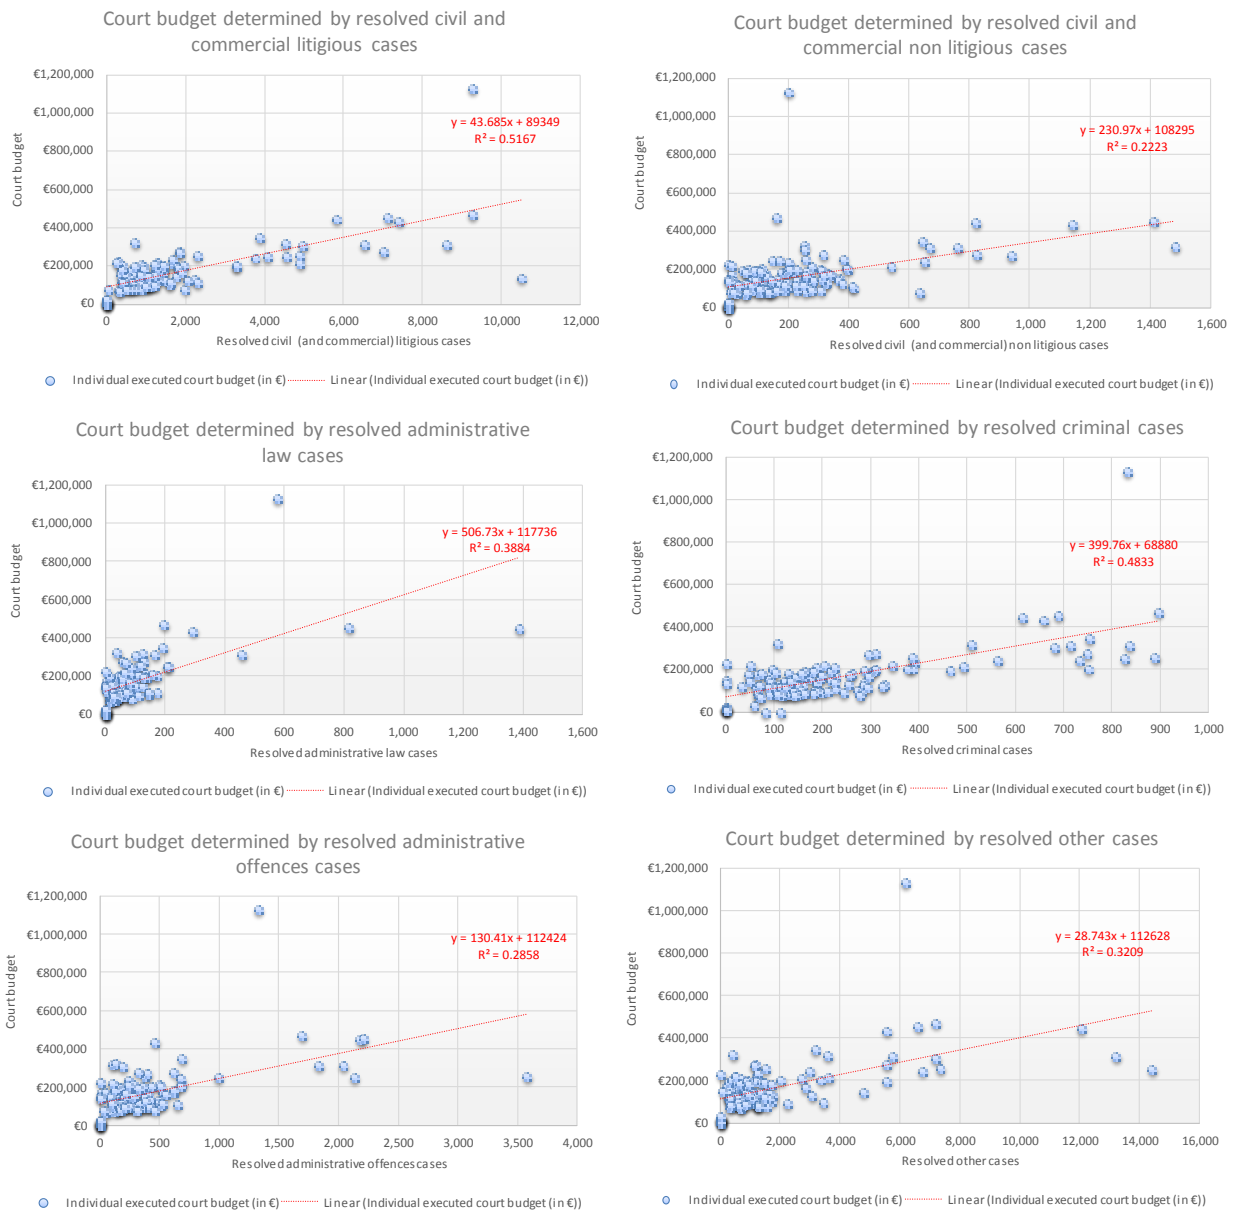 Court budget determined by resolved civil and
commercial litigious cases
€1,200,000
€1,000,000
€800,000
€600,000
€400,000
€200,000
€0
Court budget
y = 43.685x + 89349
R² = 0.5167
0
2,000
4,000
6,000
8,000
10,000
12,000
Resolved civil (and commercial) litigious cases
Individual executed court budget (in €)
Linear (Individual executed court budget (in €))
Court budget determined by resolved civil and
commercial non litigious cases
€1,200,000
€1,000,000
€800,000
€600,000
€400,000
€200,000
€0
Court budget
y = 230.97x + 108295
R² = 0.2223
0
200
400
600
800
1,000
1,200
1,400
1,600
Resolved civil (and commercial) non litigious cases
Individual executed court budget (in €)
Linear (Individual executed court budget (in €))
Court budget determined by resolved administrative
law cases
€1,200,000
€1,000,000
€800,000
€600,000
€400,000
€200,000
€0
Court budget
y = 506.73x + 117736
R² = 0.3884
0
200
400
600
800
1,000
1,200
1,400
1,600
Resolved administrative law cases
Individual executed court budget (in €)
Linear (Individual executed court budget (in €))
Court budget determined by resolved criminal cases
€1,200,000
€1,000,000
€800,000
€600,000
€400,000
€200,000
€0
Court budget
y = 399.76x + 68880
R² = 0.4833
0
100
200
300
400
500
600
700
800
900
1,000
Resolved criminal cases
Individual executed court budget (in €)
Linear (Individual executed court budget (in €))
Court budget determined by resolved administrative
offences cases
€1,200,000
€1,000,000
€800,000
€600,000
€400,000
€200,000
€0
Court budget
y = 130.41x + 112424
R² = 0.2858
0
500
1,000
1,500
2,000
2,500
3,000
3,500
4,000
Resolved administrative offences cases
Individual executed court budget (in €)
Linear (Individual executed court budget (in €))
Court budget determined by resolved other cases
€1,200,000
€1,000,000
€800,000
€600,000
€400,000
€200,000
€0
Court budget
y = 28.743x + 112628
R² = 0.3209
0
2,000
4,000
6,000
8,000
10,000
12,000
14,000
16,000
Resolved other cases
Individual executed court budget (in €)
Linear (Individual executed court budget (in €))